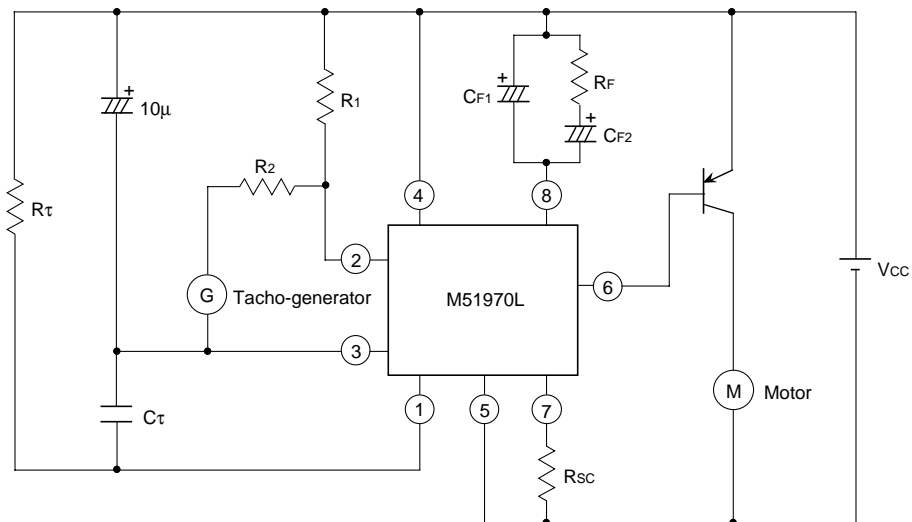 R1
10μ
RF
CF1
CF2
R2
4
8
Rτ
2
VCC
6
G
Tacho-generator
M51970L
3
M
Motor
1
5
7
Cτ
RSC